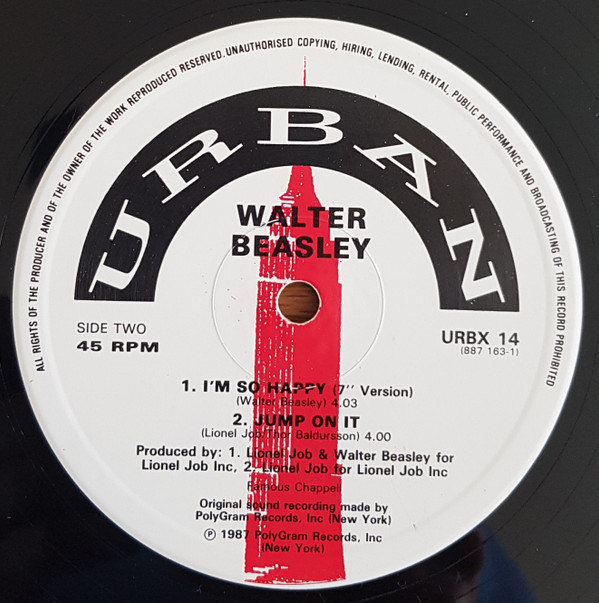 ALL RIGHTS OF THE PRODUCER AND OF THE OWNER OF THE WORK REPRODUCED RESERVED. UNAUTHORISED COPYING, HIRING, LENDING, RENTAL, PUBLIC PERFORMANCE AND BROADCASTING OF THIS RECORD PROHIBITED
URBAN
WALTER
BEASLEY
SIDE TWO
45 RPM
URBX 14
(887 163-1)
1. I'M SO HAPPY (7'' Version)
(Walter Beasley) 4.03
2. JUMP ON IT
(Lionel Job/Thor Baldursson) 4.00
Produced by: 1. Lionel Job & Walter Beasley for
Lionel Job Inc, 2. Lionel Job for Lionel Job Inc
Famous Chappell
Original sound recording made by
PolyGram Records, Inc (New York)
℗ 1987 PolyGram Records, Inc
(New York)